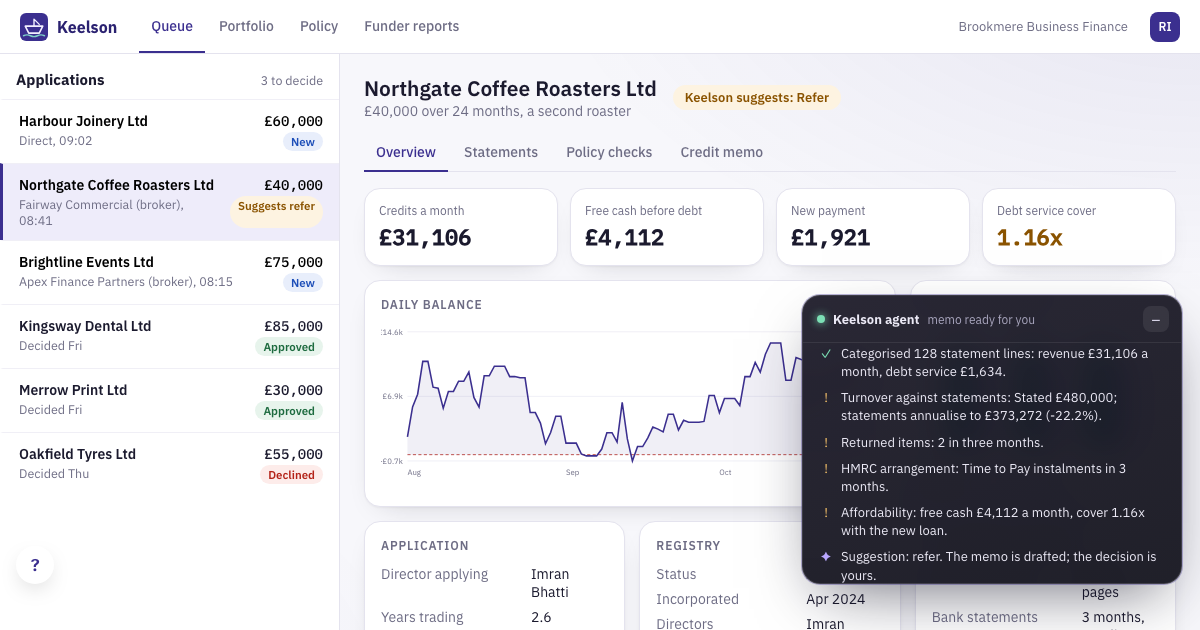 Keelson
Queue
Portfolio
Policy
Funder reports
Brookmere Business Finance
RI
Applications
3 to decide
Harbour Joinery Ltd
£60,000
Direct, 09:02
New
Northgate Coffee Roasters Ltd
£40,000
Fairway Commercial (broker),
08:41
Suggests refer
Brightline Events Ltd
£75,000
Apex Finance Partners (broker), 08:15
New
Kingsway Dental Ltd
£85,000
Decided Fri
Approved
Merrow Print Ltd
£30,000
Decided Fri
Approved
Oakfield Tyres Ltd
£55,000
Decided Thu
Declined
?
Northgate Coffee Roasters Ltd
£40,000 over 24 months, a second roaster
Keelson suggests: Refer
Overview
Statements
Policy checks
Credit memo
Credits a month
£31,106
Free cash before debt
£4,112
New payment
£1,921
Debt service cover
1.16x
DAILY BALANCE
14.6k
£6.9k
-£0.7k
Aug
Sep
Oct
Keelson agent
memo ready for you
–
✓ Categorised 128 statement lines: revenue £31,106 a
month, debt service £1,634.
! Turnover against statements: Stated £480,000;
statements annualise to £373,272 (-22.2%).
! Returned items: 2 in three months.
! HMRC arrangement: Time to Pay instalments in 3
months.
! Affordability: free cash £4,112 a month, cover 1.16x
with the new loan.
Suggestion: refer. The memo is drafted; the decision is
yours.
APPLICATION
Director applying
Imran
Bhatti
Years trading
2.6
REGISTRY
Status
Incorporated
Apr 2024
Directors
Imran
pages
Bank statements
3 months,